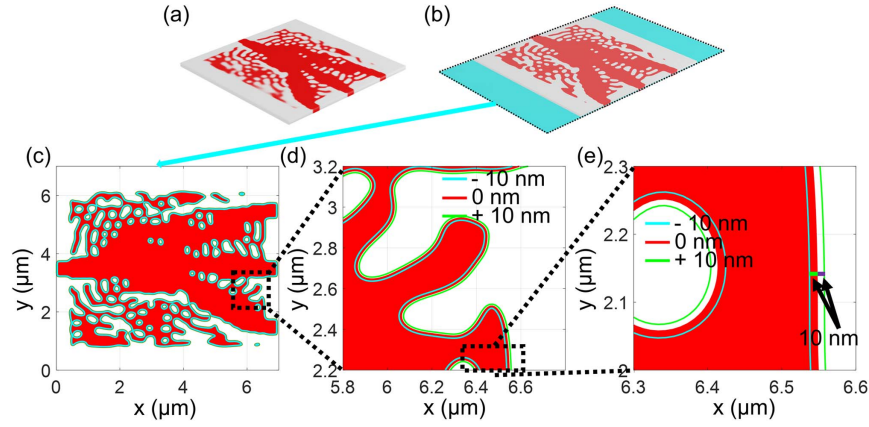 (a)
(b)
(c)
(d)
(e)
y (μm)
6
4
2
0
0 2 4 6
x (μm)
y (μm)
3.2
3
2.8
2.6
2.4
2.2
5.8 6 6.2 6.4 6.6
x (μm)
- 10 nm
0 nm
+ 10 nm
y (μm)
2.3
2.2
2.1
2
6.3 6.4 6.5 6.6
x (μm)
- 10 nm
0 nm
+ 10 nm
10 nm